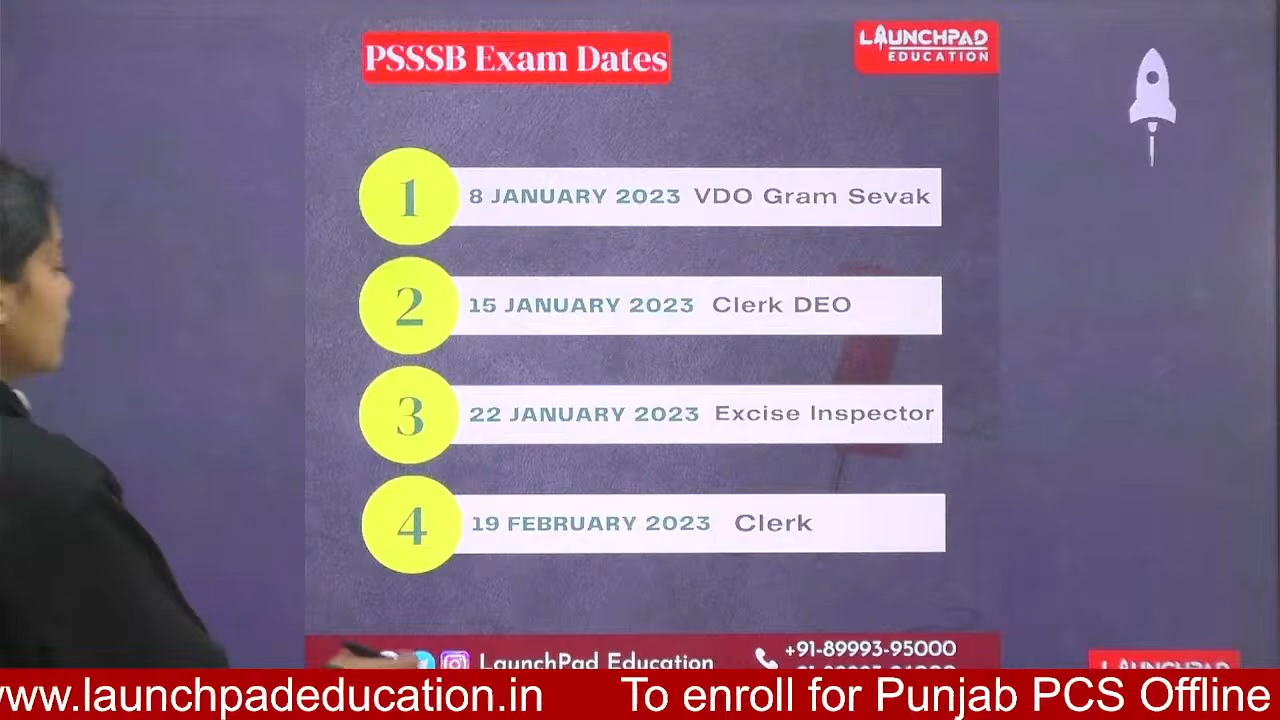 PSSSB Exam Dates
LAUNCHPAD
EDUCATION
1
8 JANUARY 2023 VDO Gram Sevak
2
15 JANUARY 2023 Clerk DEO
3
22 JANUARY 2023 Excise Inspector
4
19 FEBRUARY 2023 Clerk
LaunchPad Education
+91-89993-95000
LAUNCHPAD
www.launchpadeducation.in To enroll for Punjab PCS Offline